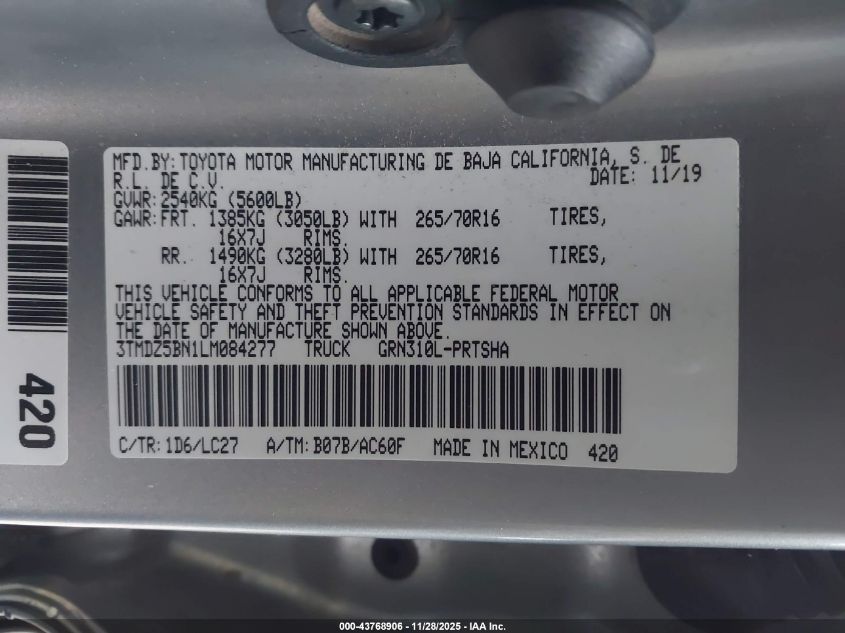 MFD.BY: TOYOTA MOTOR MANUFACTURING DE BAJA CALIFORNIA, S. DE
R.L. DE C.V. DATE: 11/19
GVWR: 2540KG (5600LB)
GAWR: FRT. 1385KG (3050LB) WITH 265/70R16 TIRES,
16X7J RIMS.
RR. 1490KG (3280LB) WITH 265/70R16 TIRES,
16X7J RIMS.
THIS VEHICLE CONFORMS TO ALL APPLICABLE FEDERAL MOTOR
VEHICLE SAFETY AND THEFT PREVENTION STANDARDS IN EFFECT ON
THE DATE OF MANUFACTURE SHOWN ABOVE.
3TMDZ5BN1LM084277 TRUCK GRN310L-PRTSHA
C/TR: 1D6/LC27 A/TM: B07B/AC60F MADE IN MEXICO 420
420
000-43768906 - 11/28/2025 - IAA Inc.